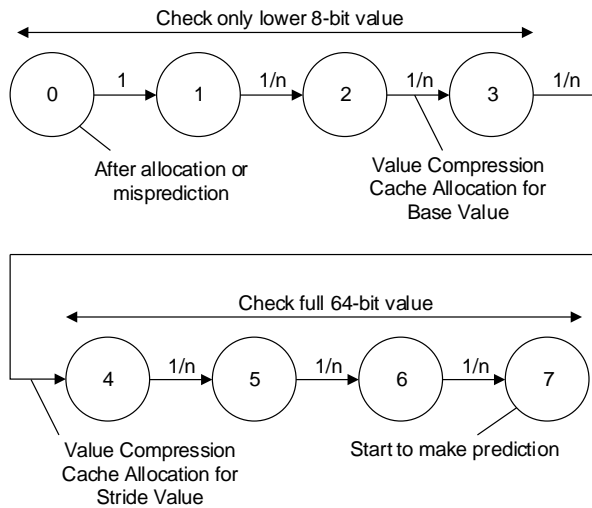 Check only lower 8-bit value
0 1 1 1/n 2 1/n 3 1/n
After allocation or
misprediction
Value Compression
Cache Allocation for
Base Value
Check full 64-bit value
4 1/n 5 1/n 6 1/n 7
Value Compression
Cache Allocation for
Stride Value
Start to make prediction